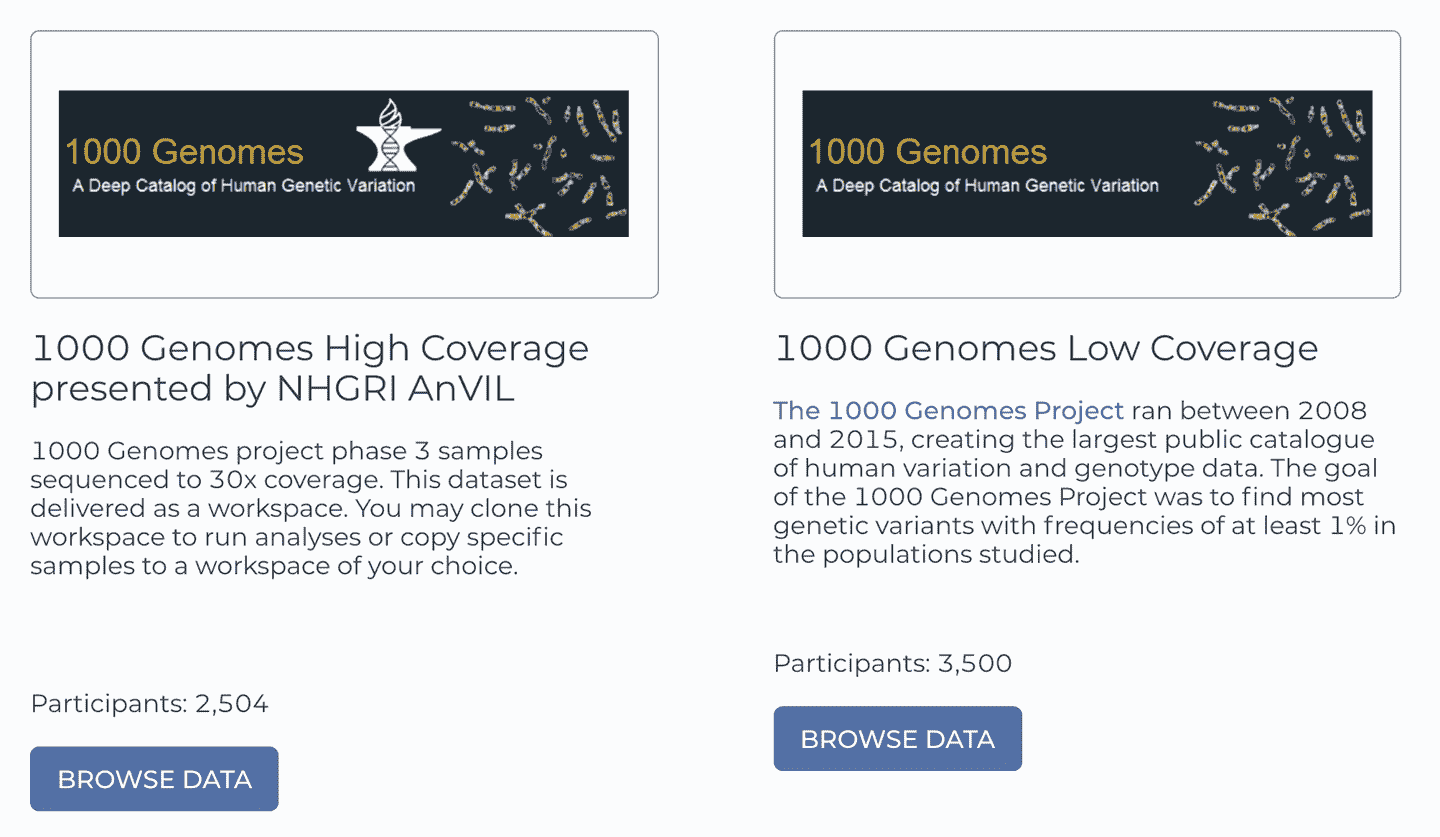 1000 Genomes
A Deep Catalog of Human Genetic Variation
1000 Genomes High Coverage
presented by NHGRI AnVIL
1000 Genomes project phase 3 samples
sequenced to 30x coverage. This dataset is
delivered as a workspace. You may clone this
workspace to run analyses or copy specific
samples to a workspace of your choice.
Participants: 2,504
BROWSE DATA
1000 Genomes
A Deep Catalog of Human Genetic Variation
1000 Genomes Low Coverage
The 1000 Genomes Project ran between 2008
and 2015, creating the largest public catalogue
of human variation and genotype data. The goal
of the 1000 Genomes Project was to find most
genetic variants with frequencies of at least 1% in
the populations studied.
Participants: 3,500
BROWSE DATA